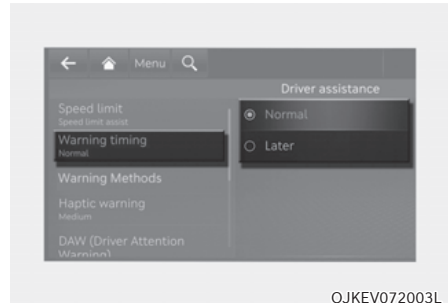 Menu
Driver assistance
Speed limit
Speed limit assist
Normal
Warning timing
Normal
Later
Warning Methods
Haptic warning
Medium
DAW (Driver Attention
Warning)
OJKEV072003L